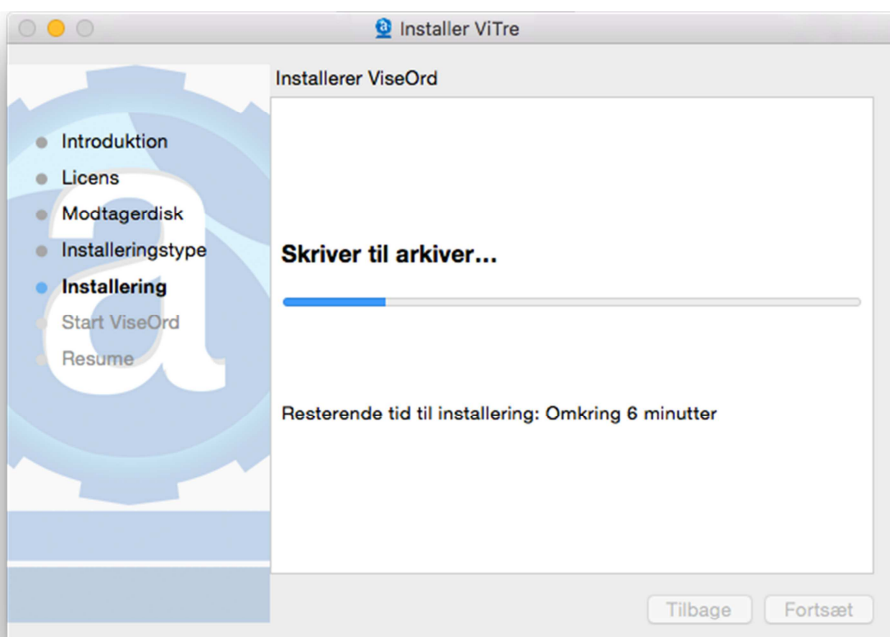 Installer ViTre
Installerer ViseOrd
Introduktion
Licens
Modtagerdisk
Installeringstype
Installering
Start ViseOrd
Resume
Skriver til arkiver...
Resterende tid til installering: Omkring 6 minutter
Tilbage
Fortsæt